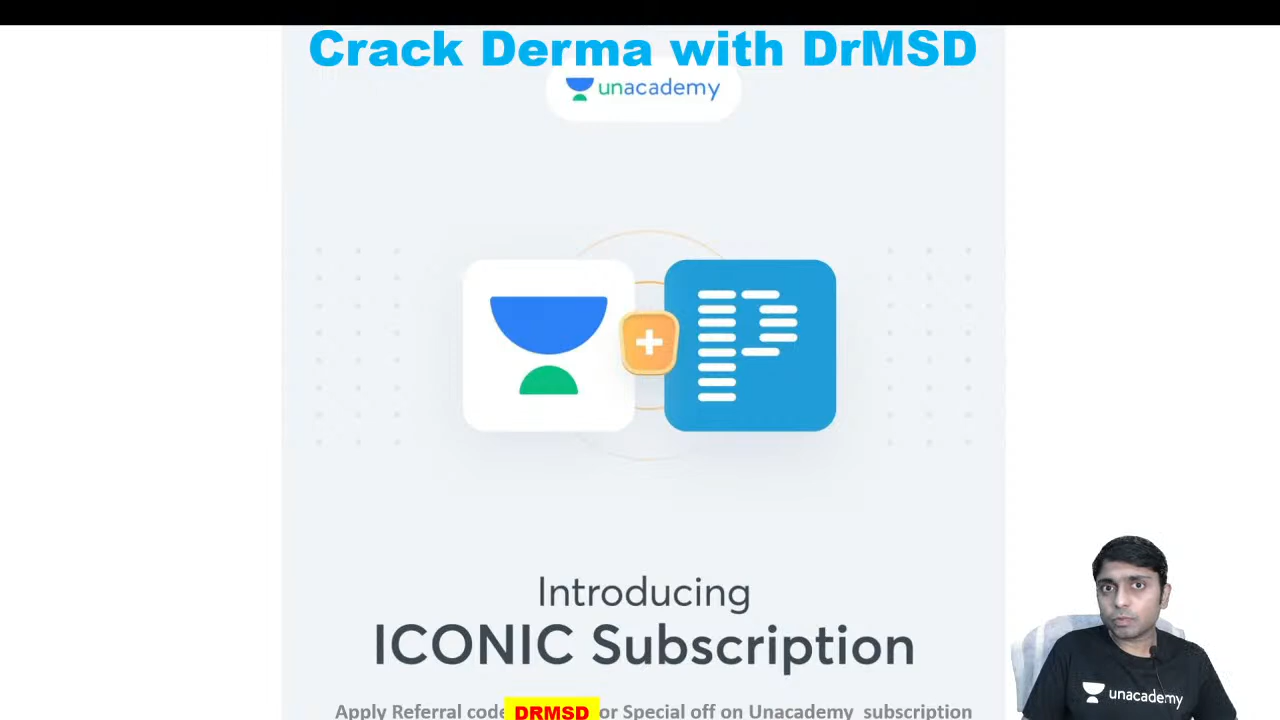 Crack Derma with DrMSD
unacademy
Introducing
ICONIC Subscription
Apply Referral code DRMSD or Special off on Unacademy subscription
unacademy